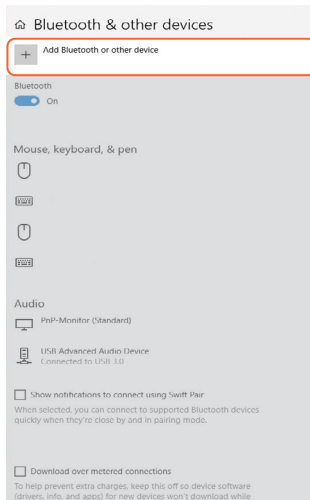 Bluetooth & other devices
Add Bluetooth or other device
Bluetooth
On
Mouse, keyboard, & pen
Audio
PnP-Monitor (Standard)
USB Advanced Audio Device
Connected to USB 3.0
Show notifications to connect using Swift Pair
When selected, you can connect to supported Bluetooth devices
quickly when they're close by and in pairing mode.
Download over metered connections
To help prevent extra charges, keep this off so device software
(drivers, info, and apps) for new devices won't download while